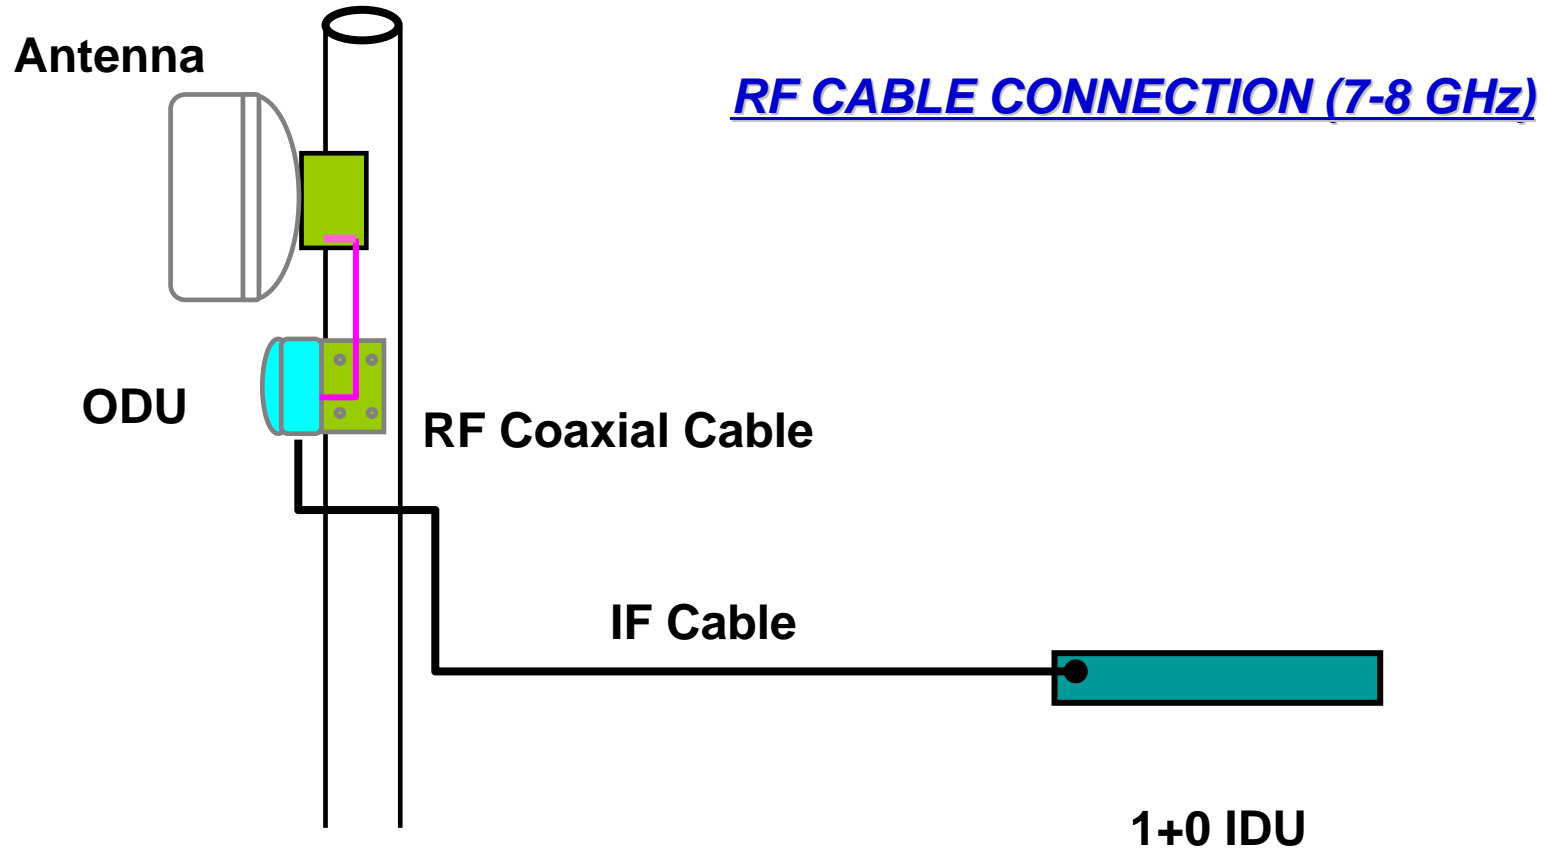 Antenna
RF CABLE CONNECTION (7-8 GHz)
ODU
RF Coaxial Cable
IF Cable
1+0 IDU